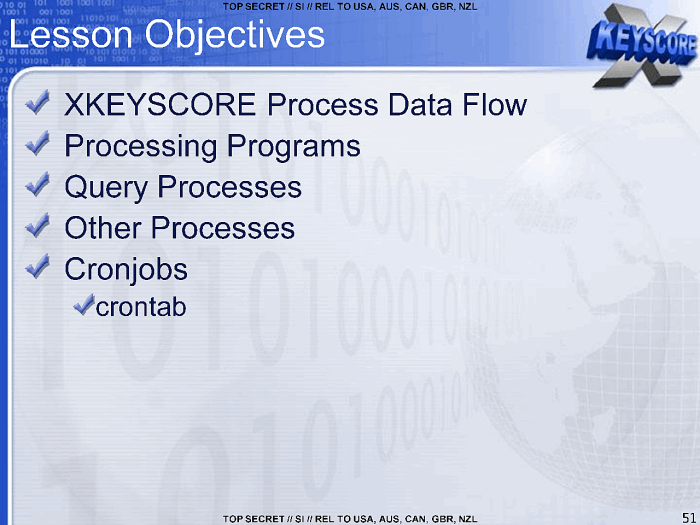 TOP SECRET // SI // REL TO USA, AUS, CAN, GBR, NZL
Lesson Objectives
XKEYSCORE
XKEYSCORE Process Data Flow
Processing Programs
Query Processes
Other Processes
Cronjobs
crontab
TOP SECRET // SI // REL TO USA, AUS, CAN, GBR, NZL
51